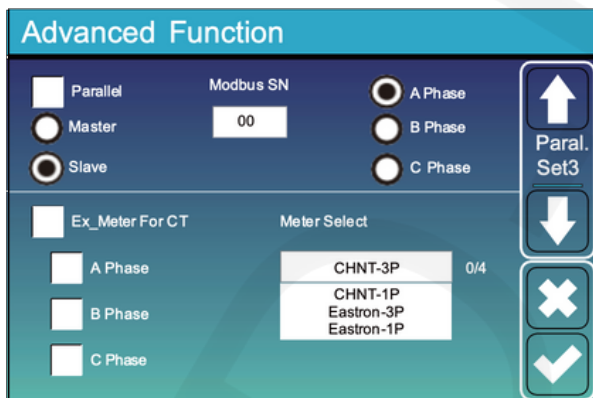 Advanced Function
Parallel
Modbus SN
A Phase
Master
00
B Phase
Slave
C Phase
Paral.
Set3
Ex_Meter For CT
Meter Select
A Phase
CHNT-3P
0/4
CHNT-1P
B Phase
Eastron-3P
Eastron-1P
C Phase